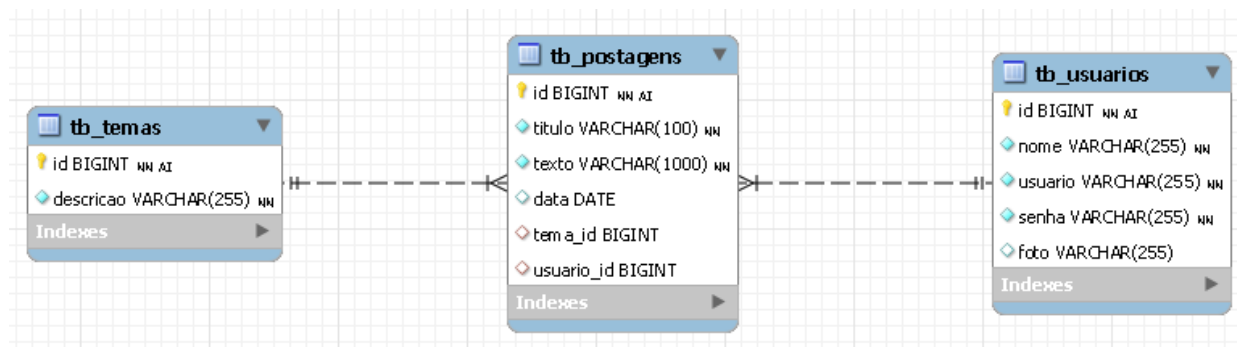 tb_temas
id BIGINT NN AI
descricao VARCHAR(255) NN
Indexes
tb_postagens
id BIGINT NN AI
titulo VARCHAR(100) NN
texto VARCHAR(1000) NN
data DATE
tema_id BIGINT
usuario_id BIGINT
Indexes
tb_usuarios
id BIGINT NN AI
nome VARCHAR(255) NN
usuario VARCHAR(255) NN
senha VARCHAR(255) NN
foto VARCHAR(255)
Indexes